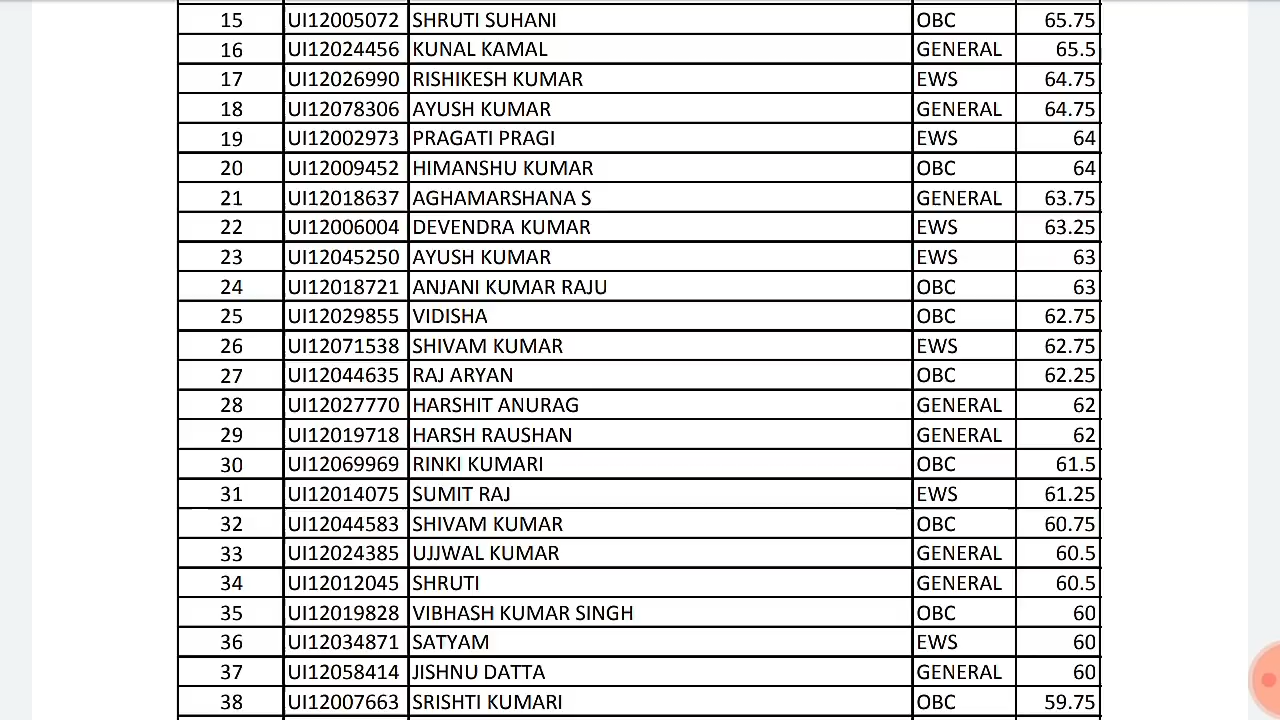 15 UI12005072 SHRUTI SUHANI OBC 65.75
16 UI12024456 KUNAL KAMAL GENERAL 65.5
17 UI12026990 RISHIKESH KUMAR EWS 64.75
18 UI12078306 AYUSH KUMAR GENERAL 64.75
19 UI12002973 PRAGATI PRAGI EWS 64
20 UI12009452 HIMANSHU KUMAR OBC 64
21 UI12018637 AGHAMARSHANA S GENERAL 63.75
22 UI12006004 DEVENDRA KUMAR EWS 63.25
23 UI12045250 AYUSH KUMAR EWS 63
24 UI12018721 ANJANI KUMAR RAJU OBC 63
25 UI12029855 VIDISHA OBC 62.75
26 UI12071538 SHIVAM KUMAR EWS 62.75
27 UI12044635 RAJ ARYAN OBC 62.25
28 UI12027770 HARSHIT ANURAG GENERAL 62
29 UI12019718 HARSH RAUSHAN GENERAL 62
30 UI12069969 RINKI KUMARI OBC 61.5
31 UI12014075 SUMIT RAJ EWS 61.25
32 UI12044583 SHIVAM KUMAR OBC 60.75
33 UI12024385 UJJWAL KUMAR GENERAL 60.5
34 UI12012045 SHRUTI GENERAL 60.5
35 UI12019828 VIBHASH KUMAR SINGH OBC 60
36 UI12034871 SATYAM EWS 60
37 UI12058414 JISHNU DATTA GENERAL 60
38 UI12007663 SRISHTI KUMARI OBC 59.75